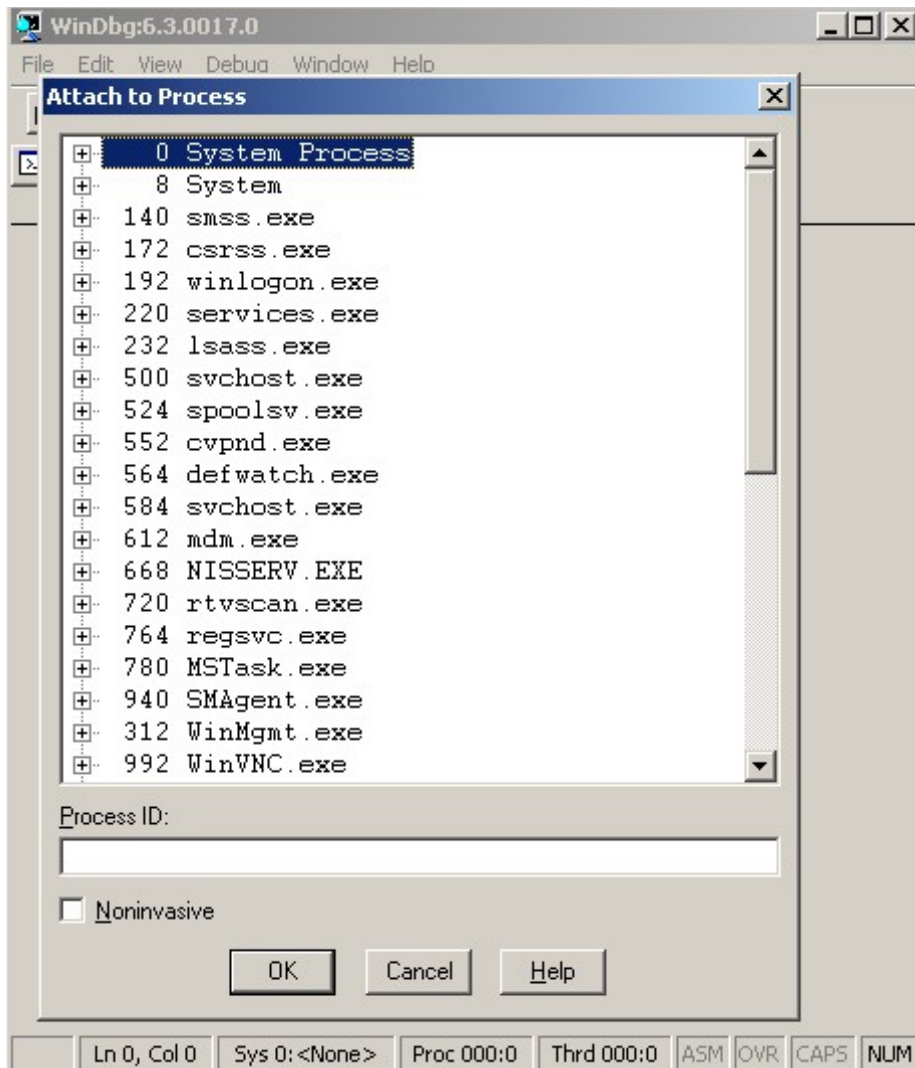 WinDbg:6.3.0017.0
File Edit View Debug Window Help
Attach to Process
0 System Process
8 System
140 smss.exe
172 csrss.exe
192 winlogon.exe
220 services.exe
232 lsass.exe
500 svchost.exe
524 spoolsv.exe
552 cvpnd.exe
564 defwatch.exe
584 svchost.exe
612 mdm.exe
668 NISSERV.EXE
720 rtvscan.exe
764 regsvc.exe
780 MSTask.exe
940 SMAgent.exe
312 WinMgmt.exe
992 WinVNC.exe
Process ID:
Noninvasive
OK Cancel Help
Ln 0, Col 0 Sys 0:<None> Proc 000:0 Thrd 000:0 ASM OVR CAPS NUM